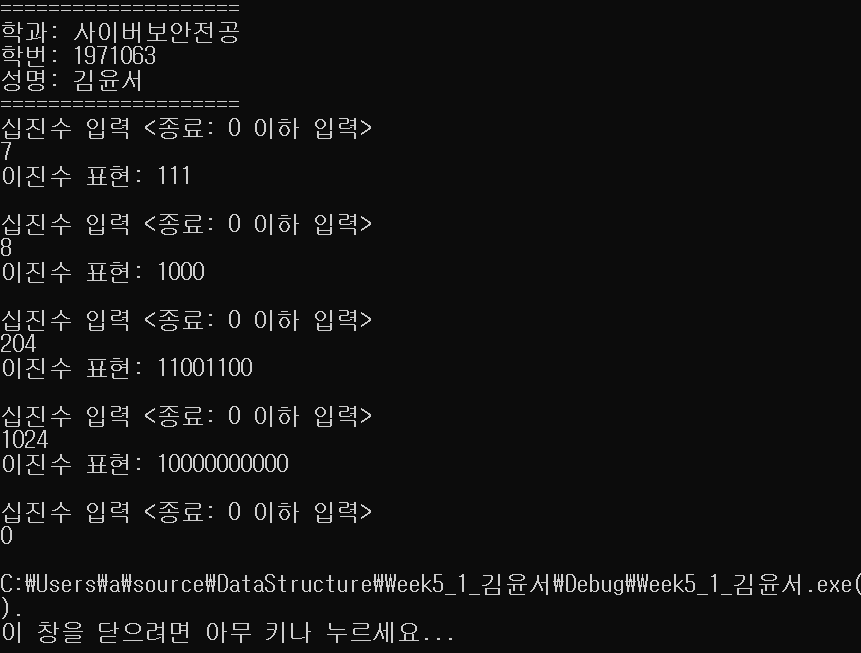 ====================
학과: 사이버보안전공
학번: 1971063
성명: 김윤서
====================
십진수 입력 <종료: 0 이하 입력>
7
이진수 표현: 111
십진수 입력 <종료: 0 이하 입력>
8
이진수 표현: 1000
십진수 입력 <종료: 0 이하 입력>
204
이진수 표현: 11001100
십진수 입력 <종료: 0 이하 입력>
1024
이진수 표현: 10000000000
십진수 입력 <종료: 0 이하 입력>
0
C:₩Users₩a₩source₩DataStructure₩Week5_1_김윤서₩Debug₩Week5_1_김윤서.exe(
).
이 창을 닫으려면 아무 키나 누르세요...